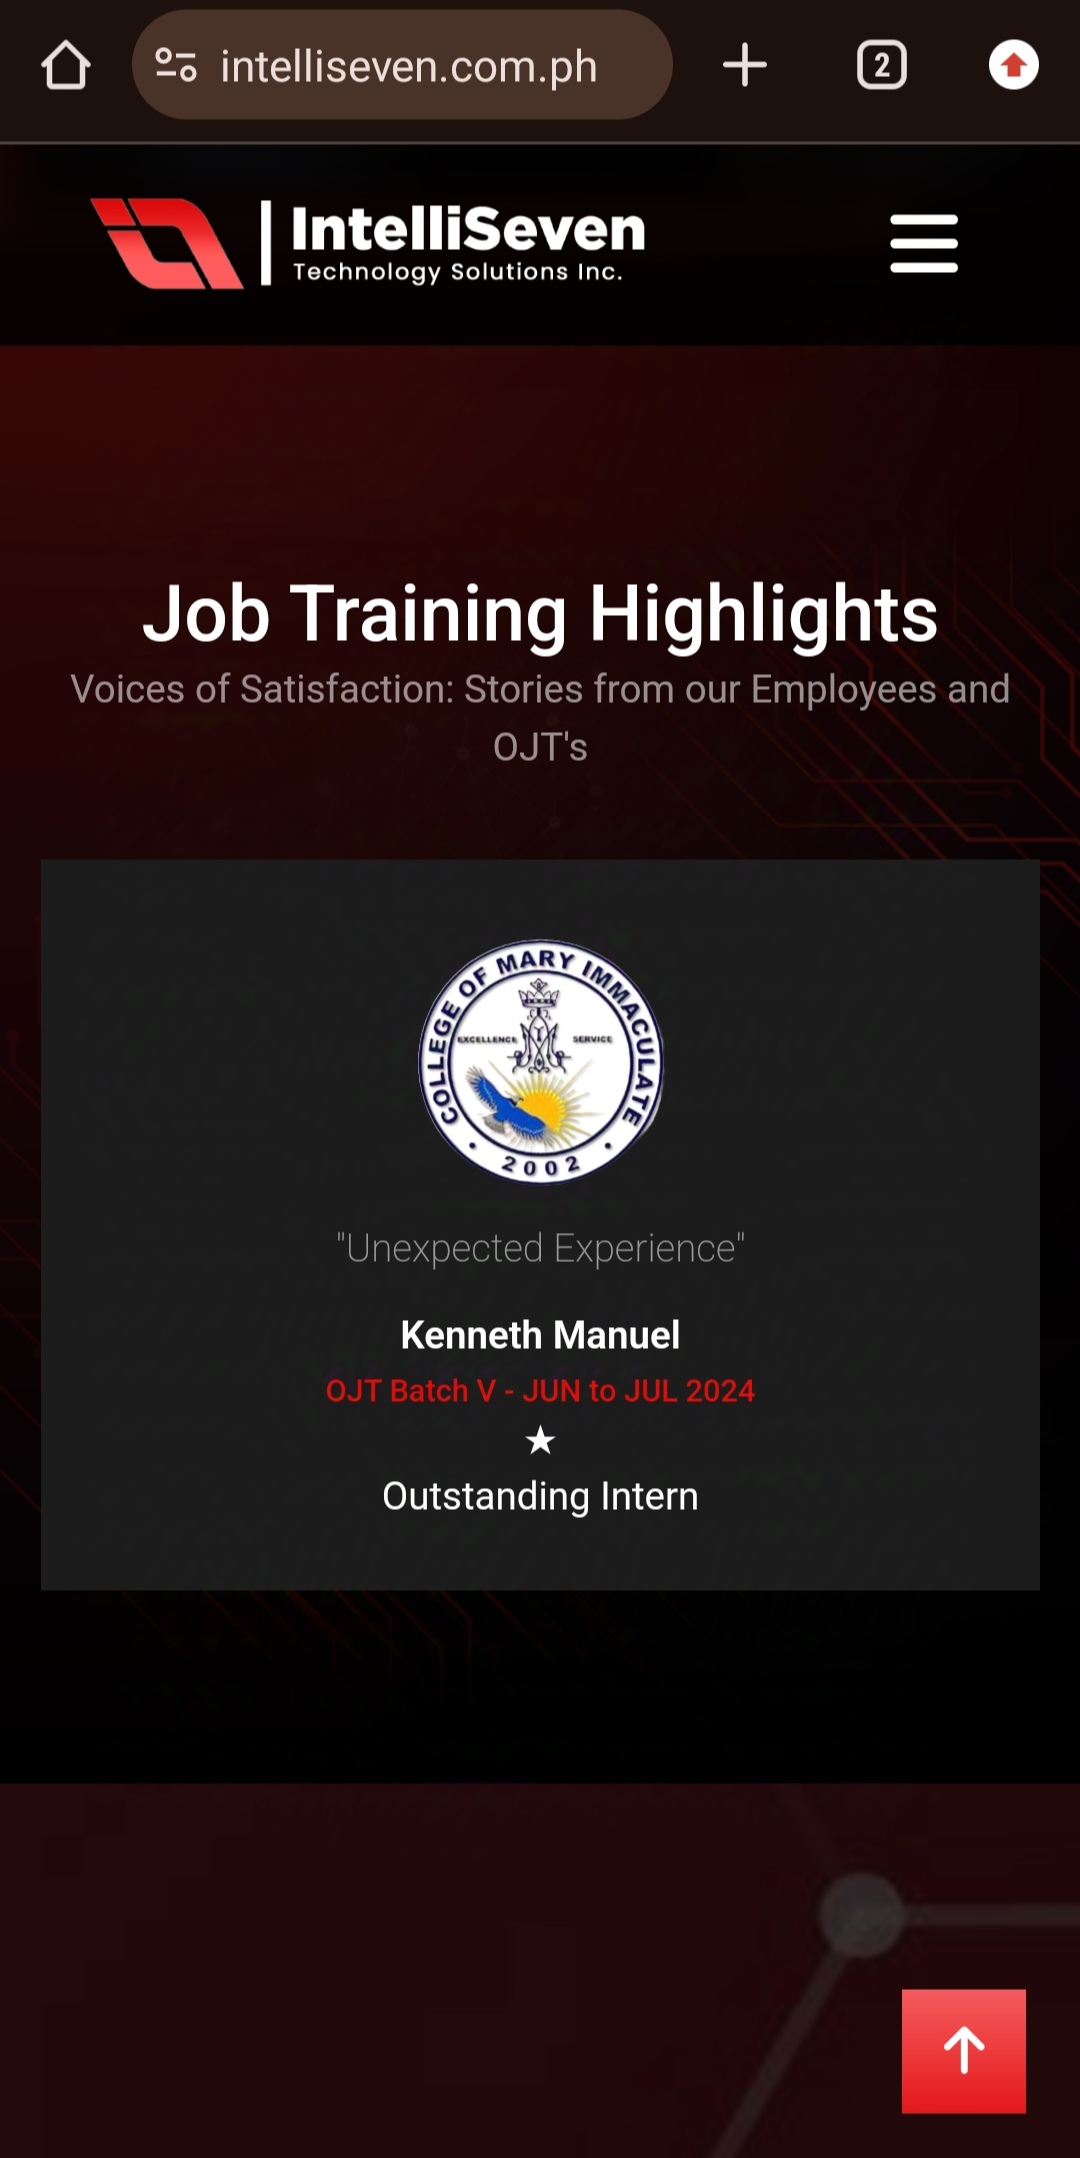 intelliseven.com.ph
2
IntelliSeven
Technology Solutions Inc.
Job Training Highlights
Voices of Satisfaction: Stories from our Employees and
OJT's
COLLEGE OF MARY IMMACULATE
EXCELLENCE SERVICE
2002
"Unexpected Experience"
Kenneth Manuel
OJT Batch V - JUN to JUL 2024
★
Outstanding Intern